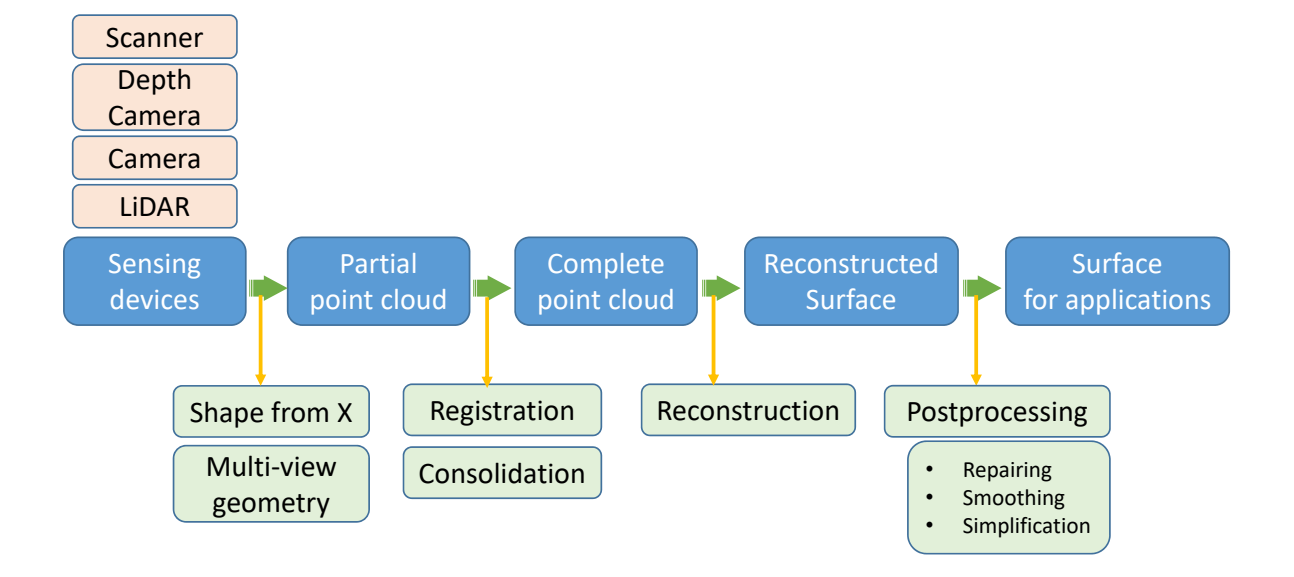 Scanner
Depth
Camera
Camera
LiDAR
Sensing
devices
Partial
point cloud
Complete
point cloud
Reconstructed
Surface
Surface
for applications
Shape from X
Multi-view
geometry
Registration
Consolidation
Reconstruction
Postprocessing
• Repairing
• Smoothing
• Simplification